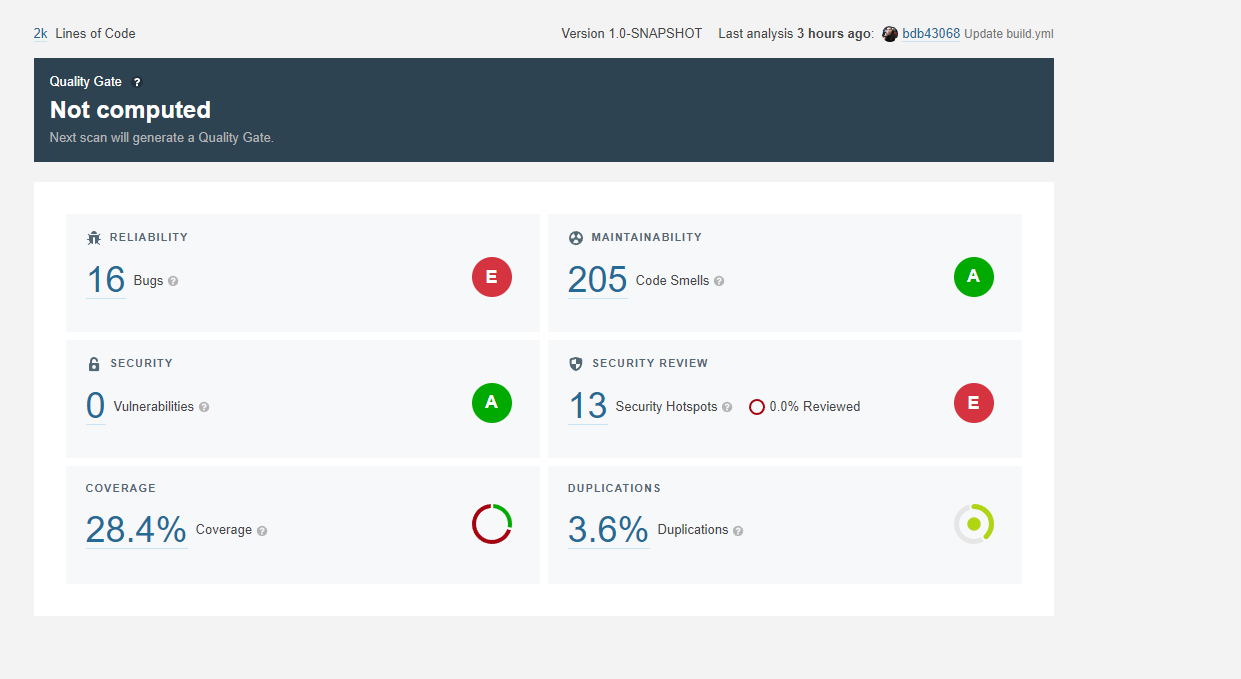 2k Lines of Code
Version 1.0-SNAPSHOT Last analysis 3 hours ago: bdb43068 Update build.yml
Quality Gate ?
Not computed
Next scan will generate a Quality Gate.
RELIABILITY
16 Bugs ? E
MAINTAINABILITY
205 Code Smells ? A
SECURITY
0 Vulnerabilities ? A
SECURITY REVIEW
13 Security Hotspots ? 0.0% Reviewed E
COVERAGE
28.4% Coverage ?
DUPLICATIONS
3.6% Duplications ?